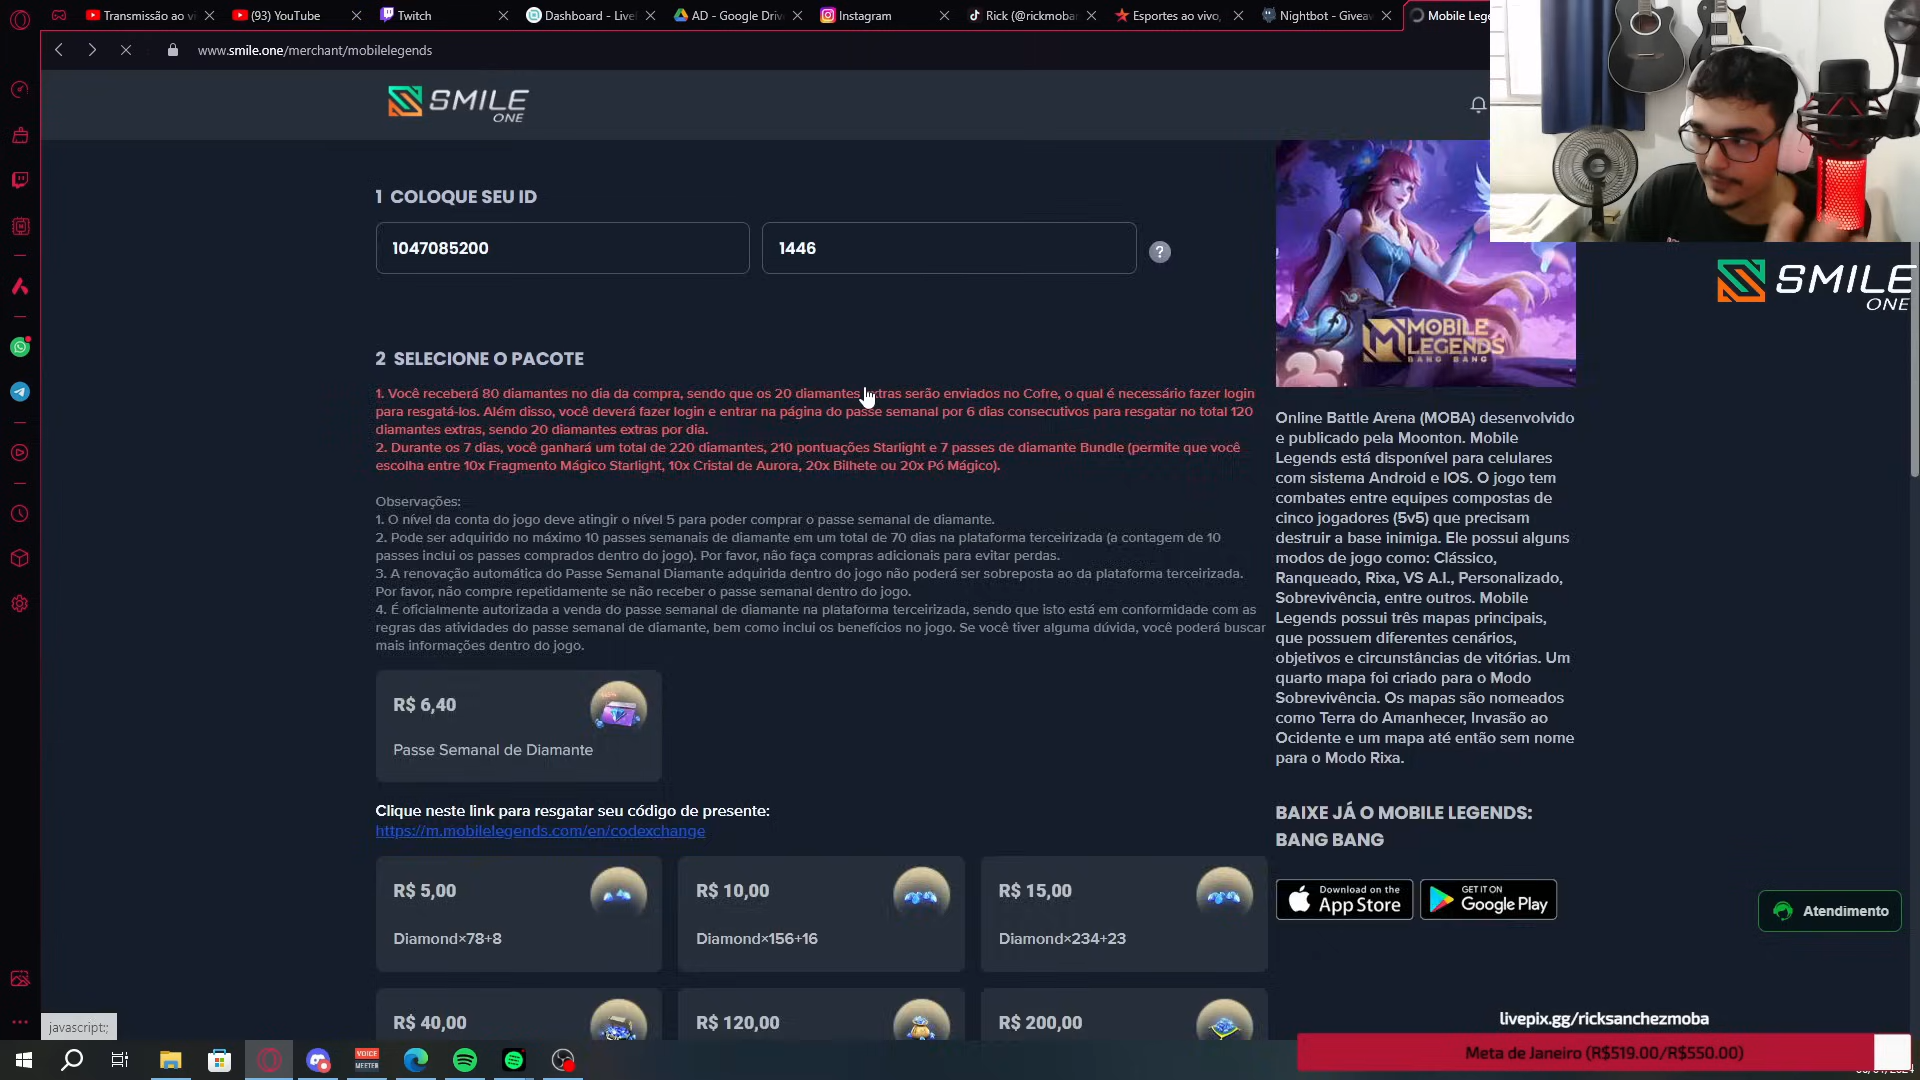 Transmissão ao vi
(93) YouTube
Twitch
Dashboard - Live
AD - Google Driv
Instagram
Rick (@rickmoba
Esportes ao vivo,
Nightbot - Giveaw
Mobile Leg
www.smile.one/merchant/mobilelegends
SMILE
ONE
1 COLOQUE SEU ID
1047085200
1446
?
2 SELECIONE O PACOTE
1. Você receberá 80 diamantes no dia da compra, sendo que os 20 diamantes extras serão enviados no Cofre, o qual é necessário fazer login
para resgatá-los. Além disso, você deverá fazer login e entrar na página do passe semanal por 6 dias consecutivos para resgatar no total 120
diamantes extras, sendo 20 diamantes extras por dia.
2. Durante os 7 dias, você ganhará um total de 220 diamantes, 210 pontuações Starlight e 7 passes de diamante Bundle (permite que você
escolha entre 10x Fragmento Mágico Starlight, 10x Cristal de Aurora, 20x Bilhete ou 20x Pó Mágico).
Observações:
1. O nível da conta do jogo deve atingir o nível 5 para poder comprar o passe semanal de diamante.
2. Pode ser adquirido no máximo 10 passes semanais de diamante em um total de 70 dias na plataforma terceirizada (a contagem de 10
passes inclui os passes comprados dentro do jogo). Por favor, não faça compras adicionais para evitar perdas.
3. A renovação automática do Passe Semanal Diamante adquirida dentro do jogo não poderá ser sobreposta ao da plataforma terceirizada.
Por favor, não compre repetidamente se não receber o passe semanal dentro do jogo.
4. É oficialmente autorizada a venda do passe semanal de diamante na plataforma terceirizada, sendo que isto está em conformidade com as
regras das atividades do passe semanal de diamante, bem como inclui os benefícios no jogo. Se você tiver alguma dúvida, você poderá buscar
mais informações dentro do jogo.
R$ 6,40
Passe Semanal de Diamante
Clique neste link para resgatar seu código de presente:
https://m.mobilelegends.com/en/codexchange
R$ 5,00
Diamond×78+8
R$ 10,00
Diamond×156+16
R$ 15,00
Diamond×234+23
R$ 40,00
R$ 120,00
R$ 200,00
MOBILE
LEGENDS
BANG BANG
Online Battle Arena (MOBA) desenvolvido
e publicado pela Moonton. Mobile
Legends está disponível para celulares
com sistema Android e IOS. O jogo tem
combates entre equipes compostas de
cinco jogadores (5v5) que precisam
destruir a base inimiga. Ele possui alguns
modos de jogo como: Clássico,
Ranqueado, Rixa, VS A.I., Personalizado,
Sobrevivência, entre outros. Mobile
Legends possui três mapas principais,
que possuem diferentes cenários,
objetivos e circunstâncias de vitórias. Um
quarto mapa foi criado para o Modo
Sobrevivência. Os mapas são nomeados
como Terra do Amanhecer, Invasão ao
Ocidente e um mapa até então sem nome
para o Modo Rixa.
BAIXE JÁ O MOBILE LEGENDS:
BANG BANG
Download on the
App Store
GET IT ON
Google Play
SMILE
ONE
Atendimento
livepix.gg/ricksanchezmoba
Meta de Janeiro (R$519.00/R$550.00)
javascript:;
VOICE
MEETER